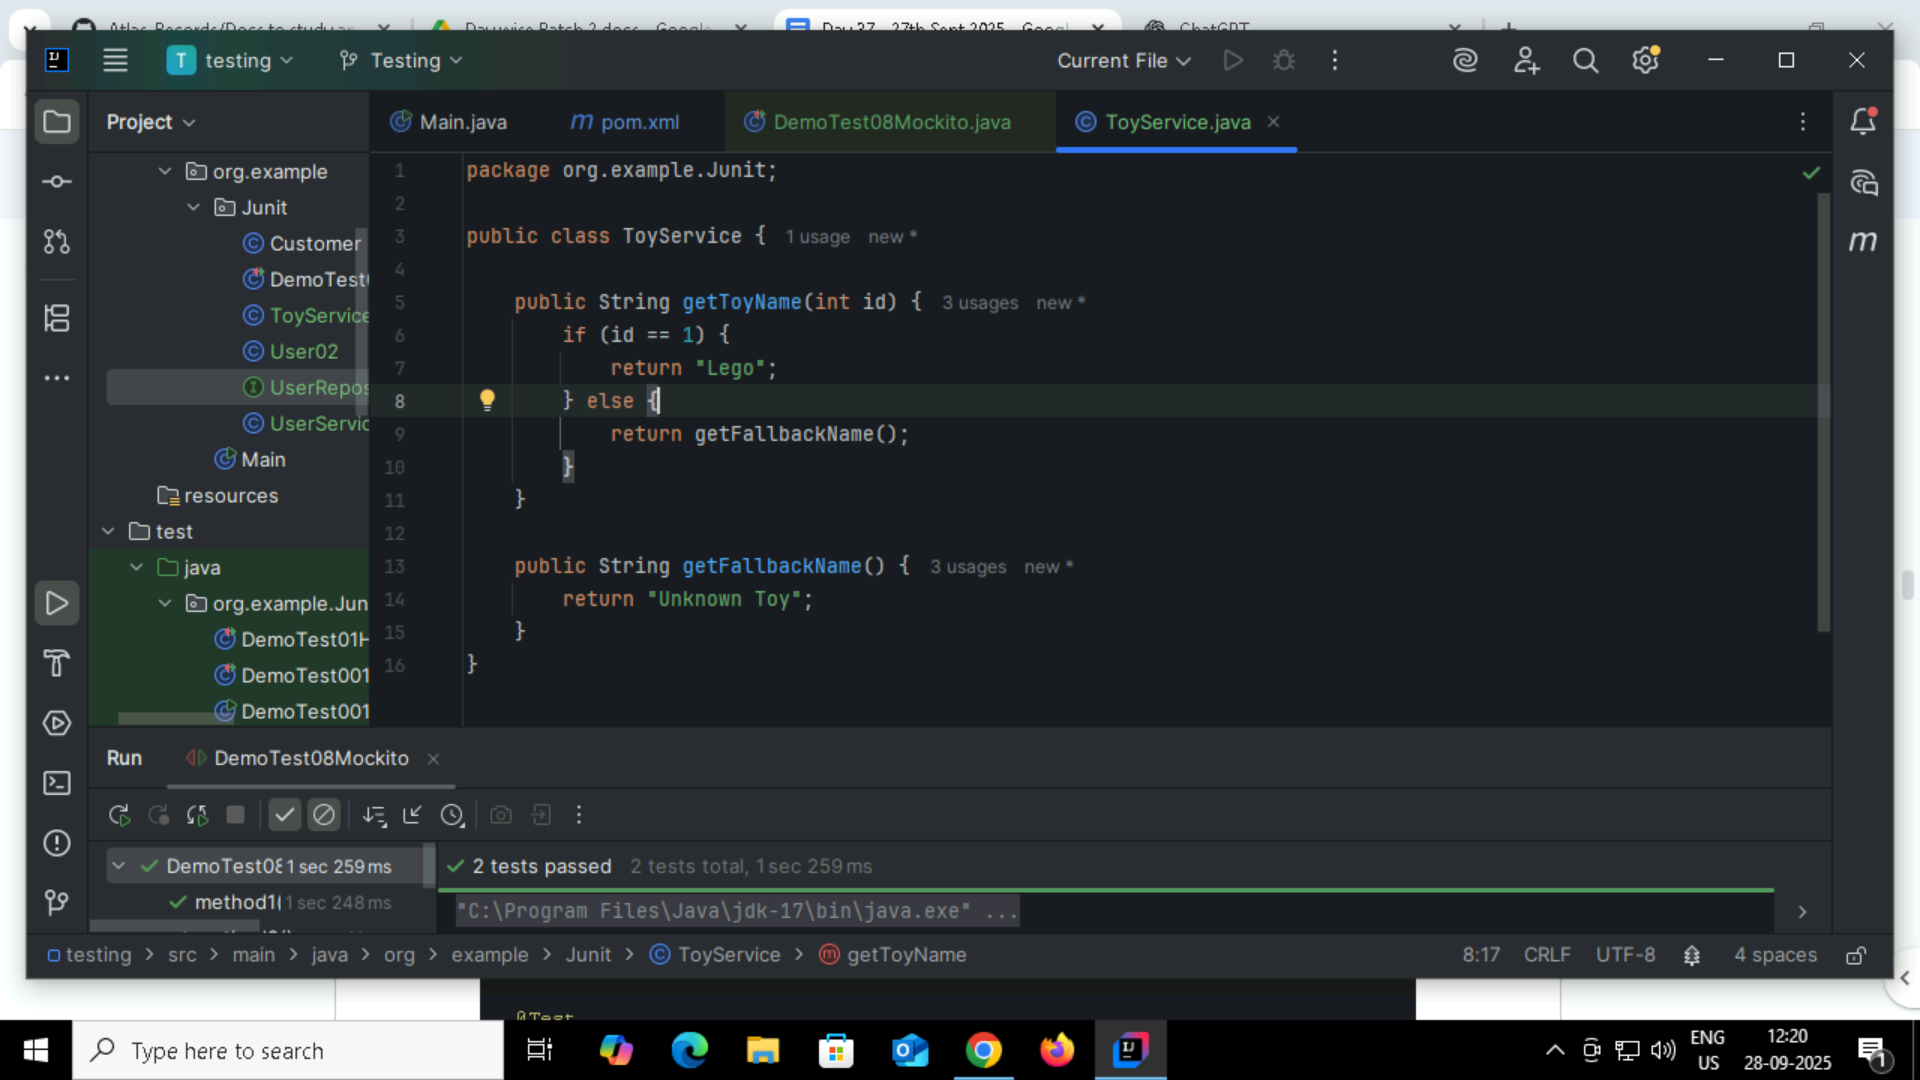 ChatGPT
testing
Testing
Current File
Project
Main.java
pom.xml
DemoTest08Mockito.java
ToyService.java
org.example
Junit
Customer
DemoTest
ToyService
User02
UserRepos
UserServic
Main
resources
test
java
org.example.Jun
DemoTest01H
DemoTest001
DemoTest001
1 package org.example.Junit;
2
3 public class ToyService { 1 usage new *
4
5 public String getToyName(int id) { 3 usages new *
6 if (id == 1) {
7 return "Lego";
8 } else {
9 return getFallbackName();
10 }
11 }
12
13 public String getFallbackName() { 3 usages new *
14 return "Unknown Toy";
15 }
16 }
Run
DemoTest08Mockito
DemoTest08 1 sec 259 ms
method1( 1 sec 248 ms
2 tests passed 2 tests total, 1 sec 259 ms
"C:\Program Files\Java\jdk-17\bin\java.exe" ...
testing > src > main > java > org > example > Junit > ToyService > getToyName
8:17 CRLF UTF-8 4 spaces
@Test
Type here to search
ENG
US
12:20
28-09-2025
1